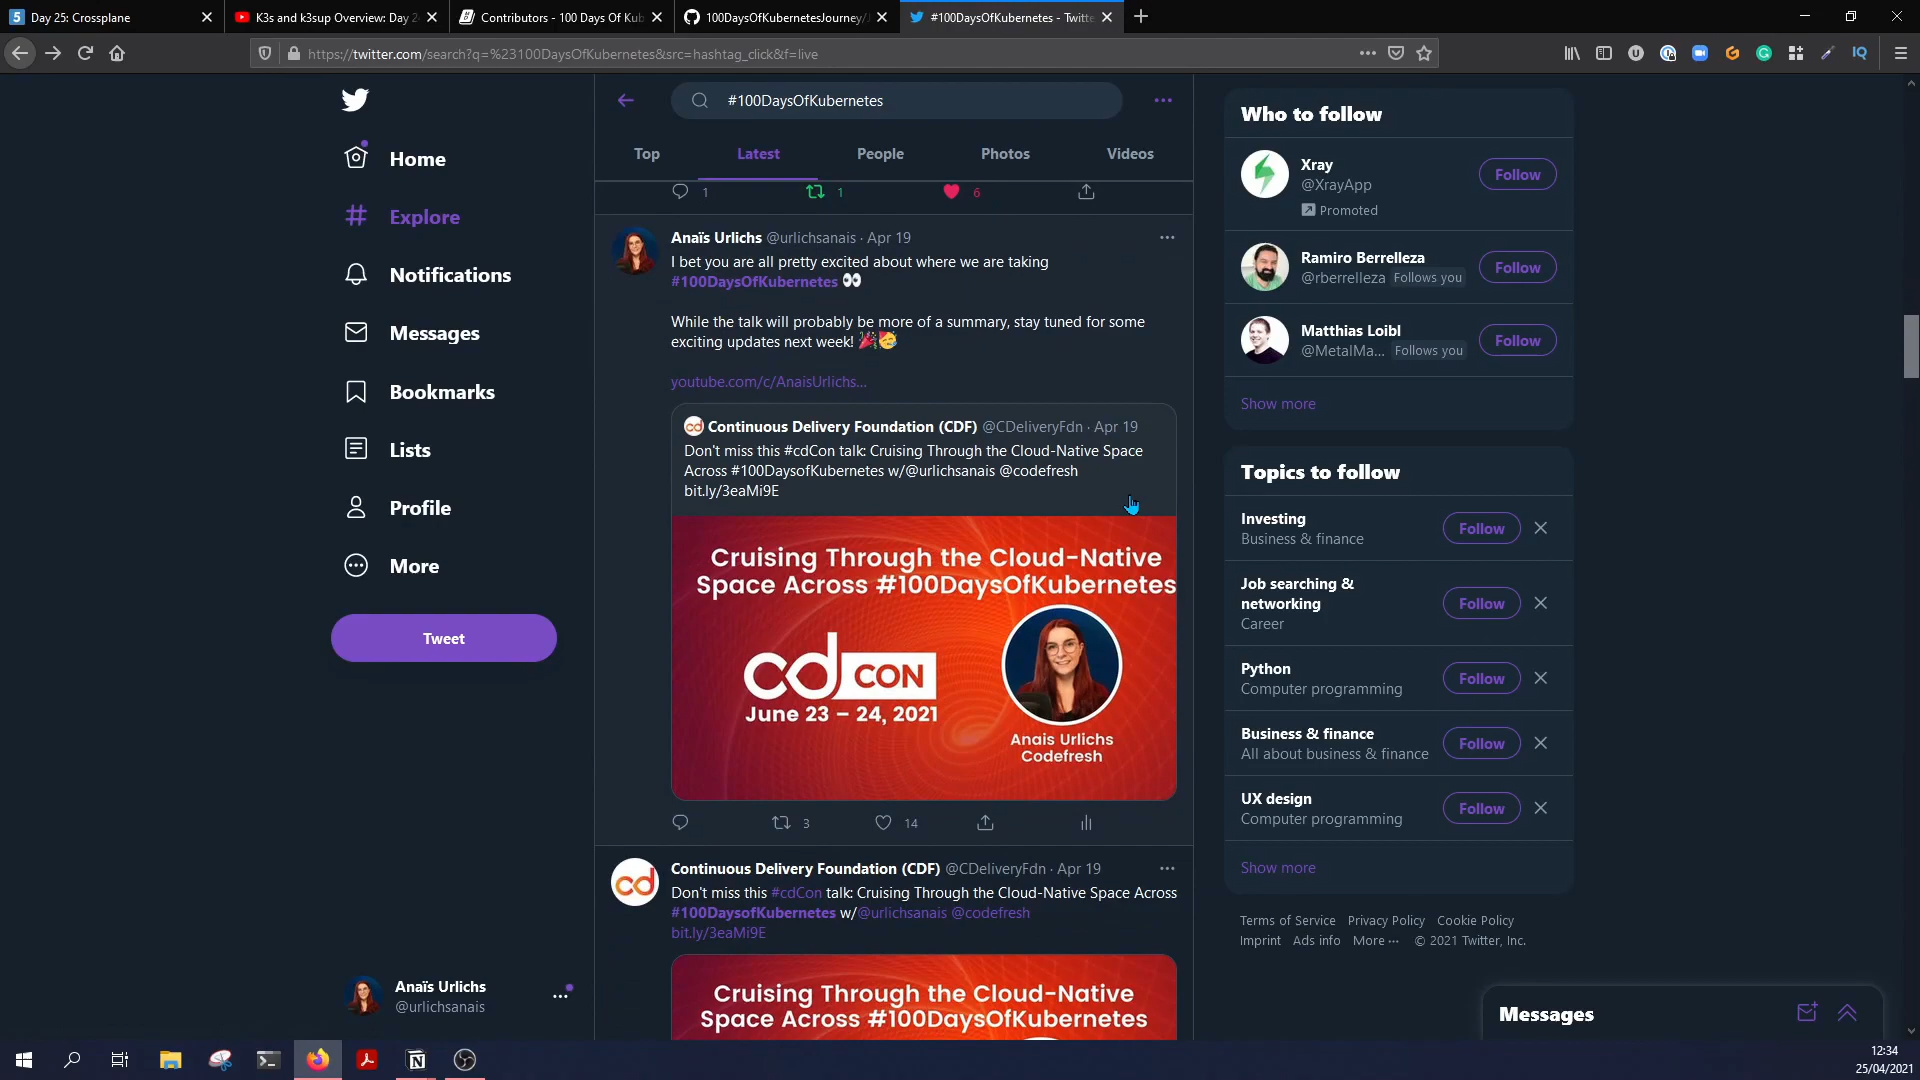 5 Day 25: Crossplane
K3s and k3sup Overview: Day 2
Contributors - 100 Days Of Kub
100DaysOfKubernetesJourney/J
#100DaysOfKubernetes - Twitte
https://twitter.com/search?q=%23100DaysOfKubernetes&src=hashtag_click&f=live
IQ
#100DaysOfKubernetes
Top
Latest
People
Photos
Videos
Home
Explore
Notifications
Messages
Bookmarks
Lists
Profile
More
Tweet
Anaïs Urlichs
@urlichsanais
1
1
6
Anaïs Urlichs @urlichsanais · Apr 19
I bet you are all pretty excited about where we are taking
#100DaysOfKubernetes 👀
While the talk will probably be more of a summary, stay tuned for some
exciting updates next week! 🎉🥳
youtube.com/c/AnaisUrlichs...
cd Continuous Delivery Foundation (CDF) @CDeliveryFdn · Apr 19
Don't miss this #cdCon talk: Cruising Through the Cloud-Native Space
Across #100DaysofKubernetes w/@urlichsanais @codefresh
bit.ly/3eaMi9E
Cruising Through the Cloud-Native
Space Across #100DaysOfKubernetes
cd CON
June 23 – 24, 2021
Anais Urlichs
Codefresh
3
14
cd
Continuous Delivery Foundation (CDF) @CDeliveryFdn · Apr 19
Don't miss this #cdCon talk: Cruising Through the Cloud-Native Space Across
#100DaysofKubernetes w/@urlichsanais @codefresh
bit.ly/3eaMi9E
Cruising Through the Cloud-Native
Space Across #100DaysOfKubernetes
Who to follow
Xray
@XrayApp
Promoted
Follow
Ramiro Berrelleza
@rberrelleza Follows you
Follow
Matthias Loibl
@MetalMa... Follows you
Follow
Show more
Topics to follow
Investing
Business & finance
Follow
Job searching &
networking
Career
Follow
Python
Computer programming
Follow
Business & finance
All about business & finance
Follow
UX design
Computer programming
Follow
Show more
Terms of Service Privacy Policy Cookie Policy
Imprint Ads info More ··· © 2021 Twitter, Inc.
Messages
12:34
25/04/2021